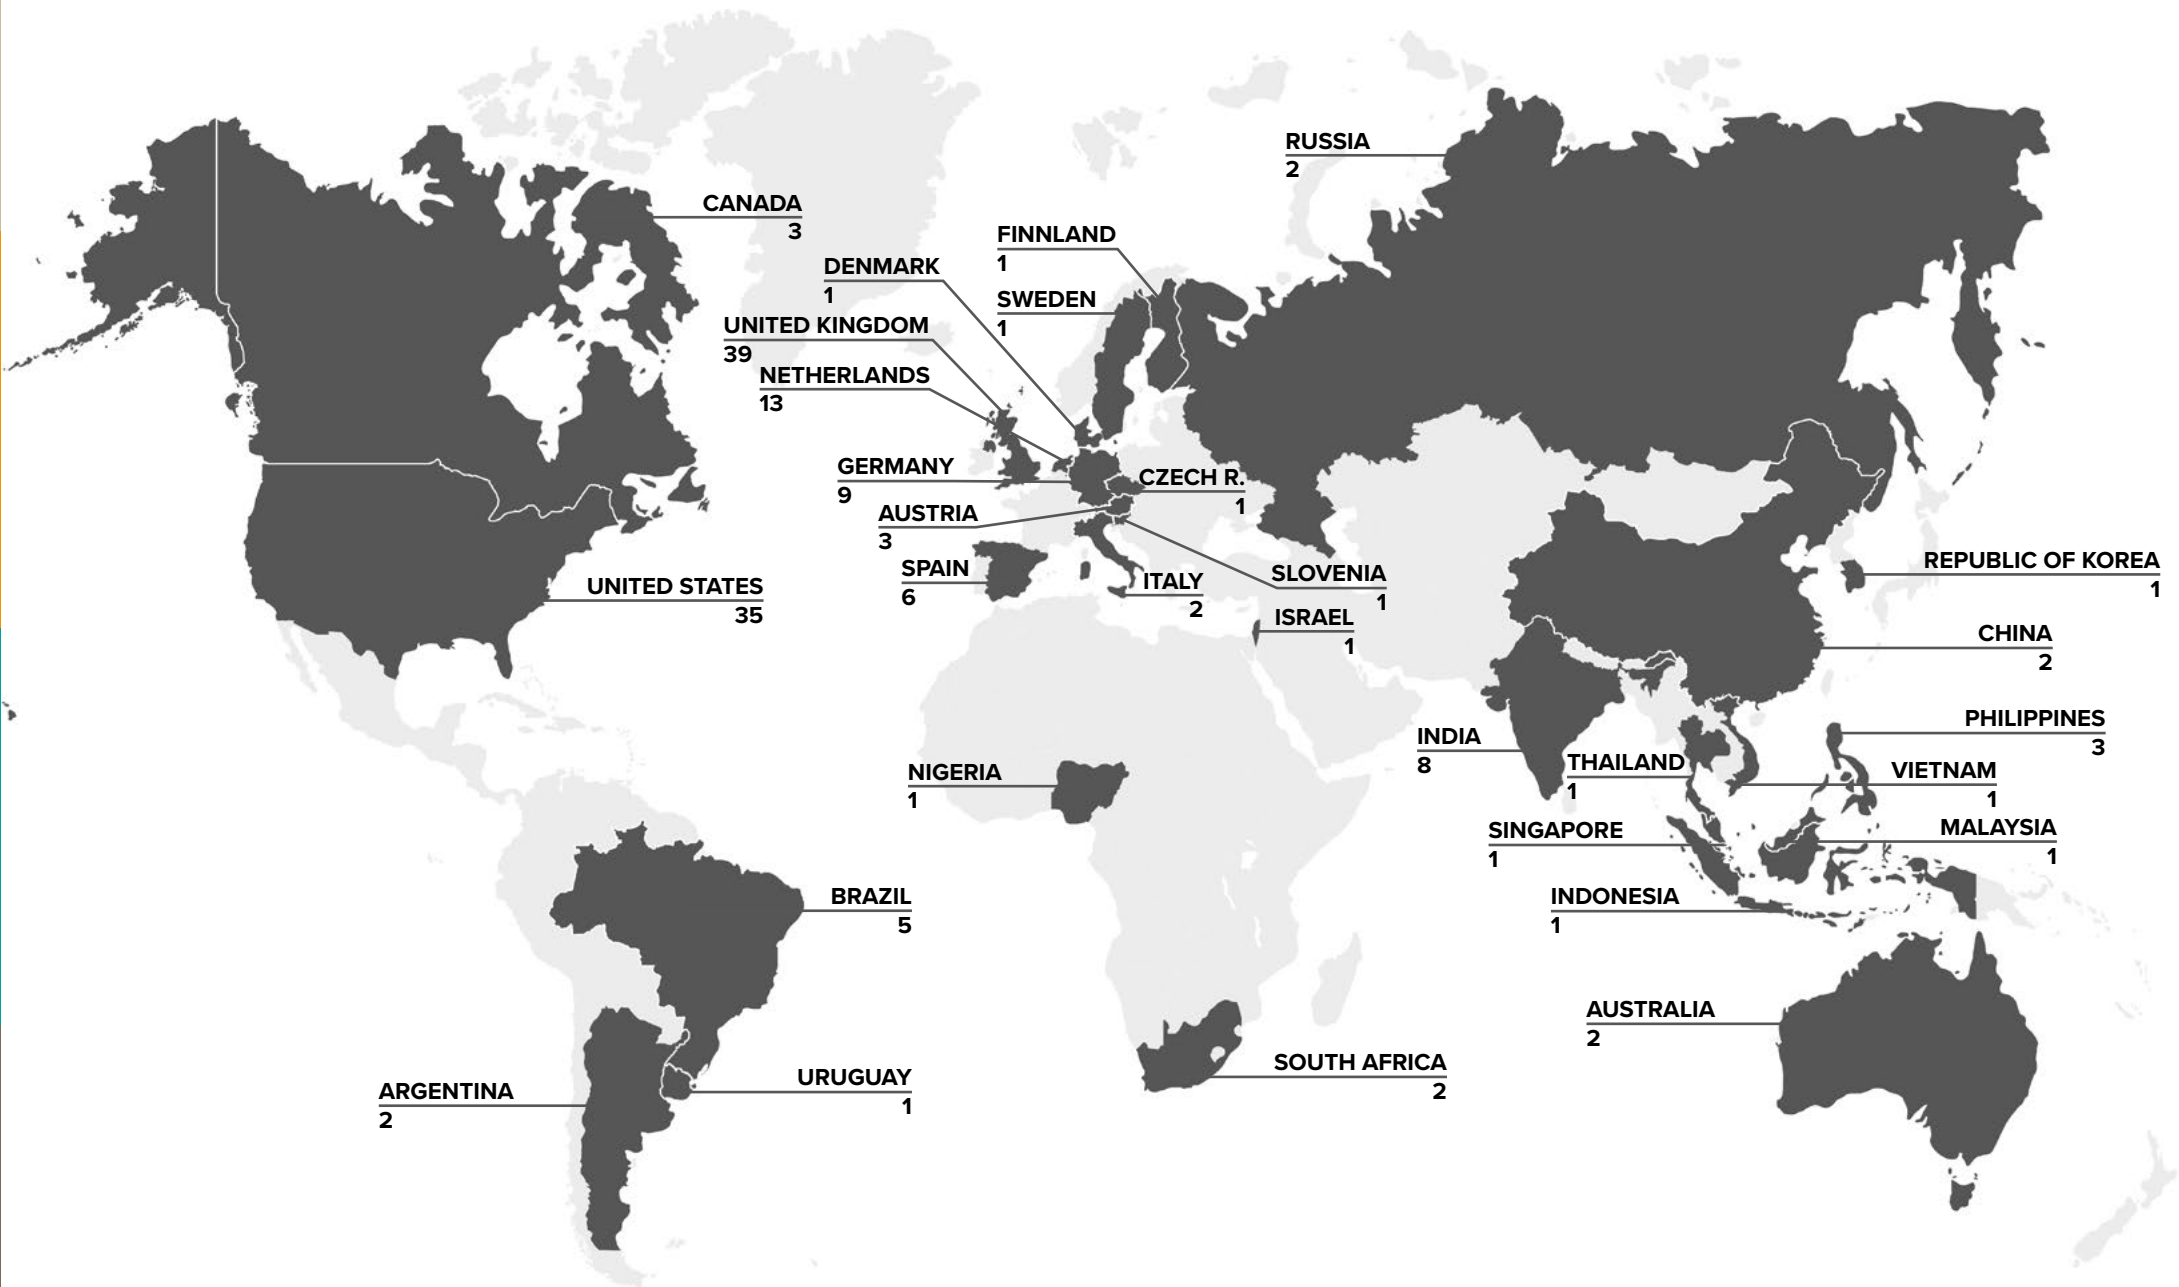 RUSSIA
2
CANADA
3
FINNLAND
1
DENMARK
1
SWEDEN
1
UNITED KINGDOM
39
NETHERLANDS
13
GERMANY
9
CZECH R.
1
AUSTRIA
3
SPAIN
6
ITALY
2
SLOVENIA
1
ISRAEL
1
UNITED STATES
35
REPUBLIC OF KOREA
1
CHINA
2
PHILIPPINES
3
INDIA
8
THAILAND
1
VIETNAM
1
NIGERIA
1
SINGAPORE
1
MALAYSIA
1
BRAZIL
5
INDONESIA
1
AUSTRALIA
2
SOUTH AFRICA
2
URUGUAY
1
ARGENTINA
2